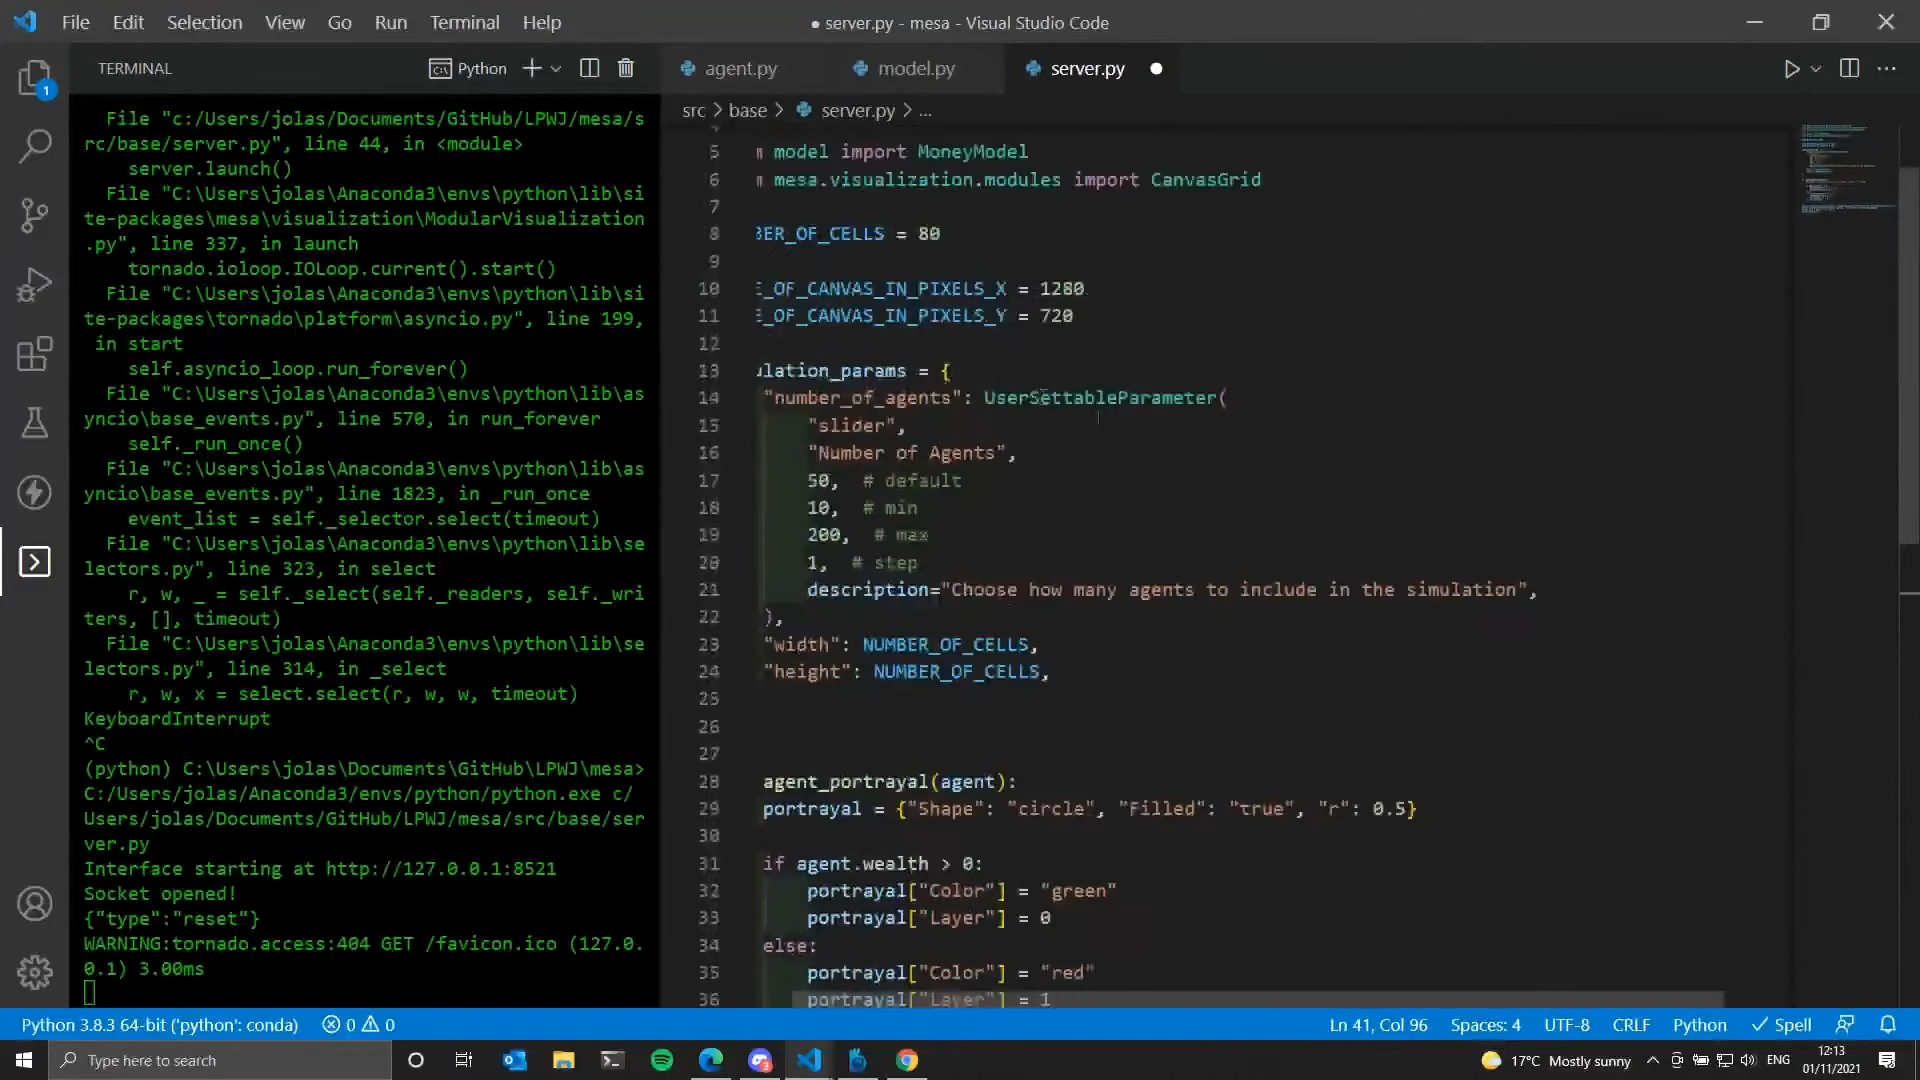 File Edit Selection View Go Run Terminal Help
● server.py - mesa - Visual Studio Code
TERMINAL
Python
1
File "c:/Users/jolas/Documents/GitHub/LPWJ/mesa/s
rc/base/server.py", line 44, in <module>
server.launch()
File "C:\Users\jolas\Anaconda3\envs\python\lib\si
te-packages\mesa\visualization\ModularVisualization
.py", line 337, in launch
tornado.ioloop.IOLoop.current().start()
File "C:\Users\jolas\Anaconda3\envs\python\lib\si
te-packages\tornado\platform\asyncio.py", line 199,
in start
self.asyncio_loop.run_forever()
File "C:\Users\jolas\Anaconda3\envs\python\lib\as
yncio\base_events.py", line 570, in run_forever
self._run_once()
File "C:\Users\jolas\Anaconda3\envs\python\lib\as
yncio\base_events.py", line 1823, in _run_once
event_list = self._selector.select(timeout)
File "C:\Users\jolas\Anaconda3\envs\python\lib\se
lectors.py", line 323, in select
r, w, _ = self._select(self._readers, self._wri
ters, [], timeout)
File "C:\Users\jolas\Anaconda3\envs\python\lib\se
lectors.py", line 314, in _select
r, w, x = select.select(r, w, w, timeout)
KeyboardInterrupt
^C
(python) C:\Users\jolas\Documents\GitHub\LPWJ\mesa>
C:/Users/jolas/Anaconda3/envs/python/python.exe c:/
Users/jolas/Documents/GitHub/LPWJ/mesa/src/base/ser
ver.py
Interface starting at http://127.0.0.1:8521
Socket opened!
{"type":"reset"}
WARNING:tornado.access:404 GET /favicon.ico (127.0.
0.1) 3.00ms
agent.py model.py server.py
src > base > server.py > ...
4
5 m model import MoneyModel
6 m mesa.visualization.modules import CanvasGrid
7
8 BER_OF_CELLS = 80
9
10 E_OF_CANVAS_IN_PIXELS_X = 1280
11 E_OF_CANVAS_IN_PIXELS_Y = 720
12
13 ulation_params = {
14 "number_of_agents": UserSettableParameter(
15 "slider",
16 "Number of Agents",
17 50, # default
18 10, # min
19 200, # max
20 1, # step
21 description="Choose how many agents to include in the simulation",
22 ),
23 "width": NUMBER_OF_CELLS,
24 "height": NUMBER_OF_CELLS,
25
26
27
28 agent_portrayal(agent):
29 portrayal = {"Shape": "circle", "Filled": "true", "r": 0.5}
30
31 if agent.wealth > 0:
32 portrayal["Color"] = "green"
33 portrayal["Layer"] = 0
34 else:
35 portrayal["Color"] = "red"
36 portrayal["Layer"] = 1
Python 3.8.3 64-bit ('python': conda) 0 0
Ln 41, Col 96 Spaces: 4 UTF-8 CRLF Python Spell
Type here to search
17°C Mostly sunny ENG
12:13
01/11/2021